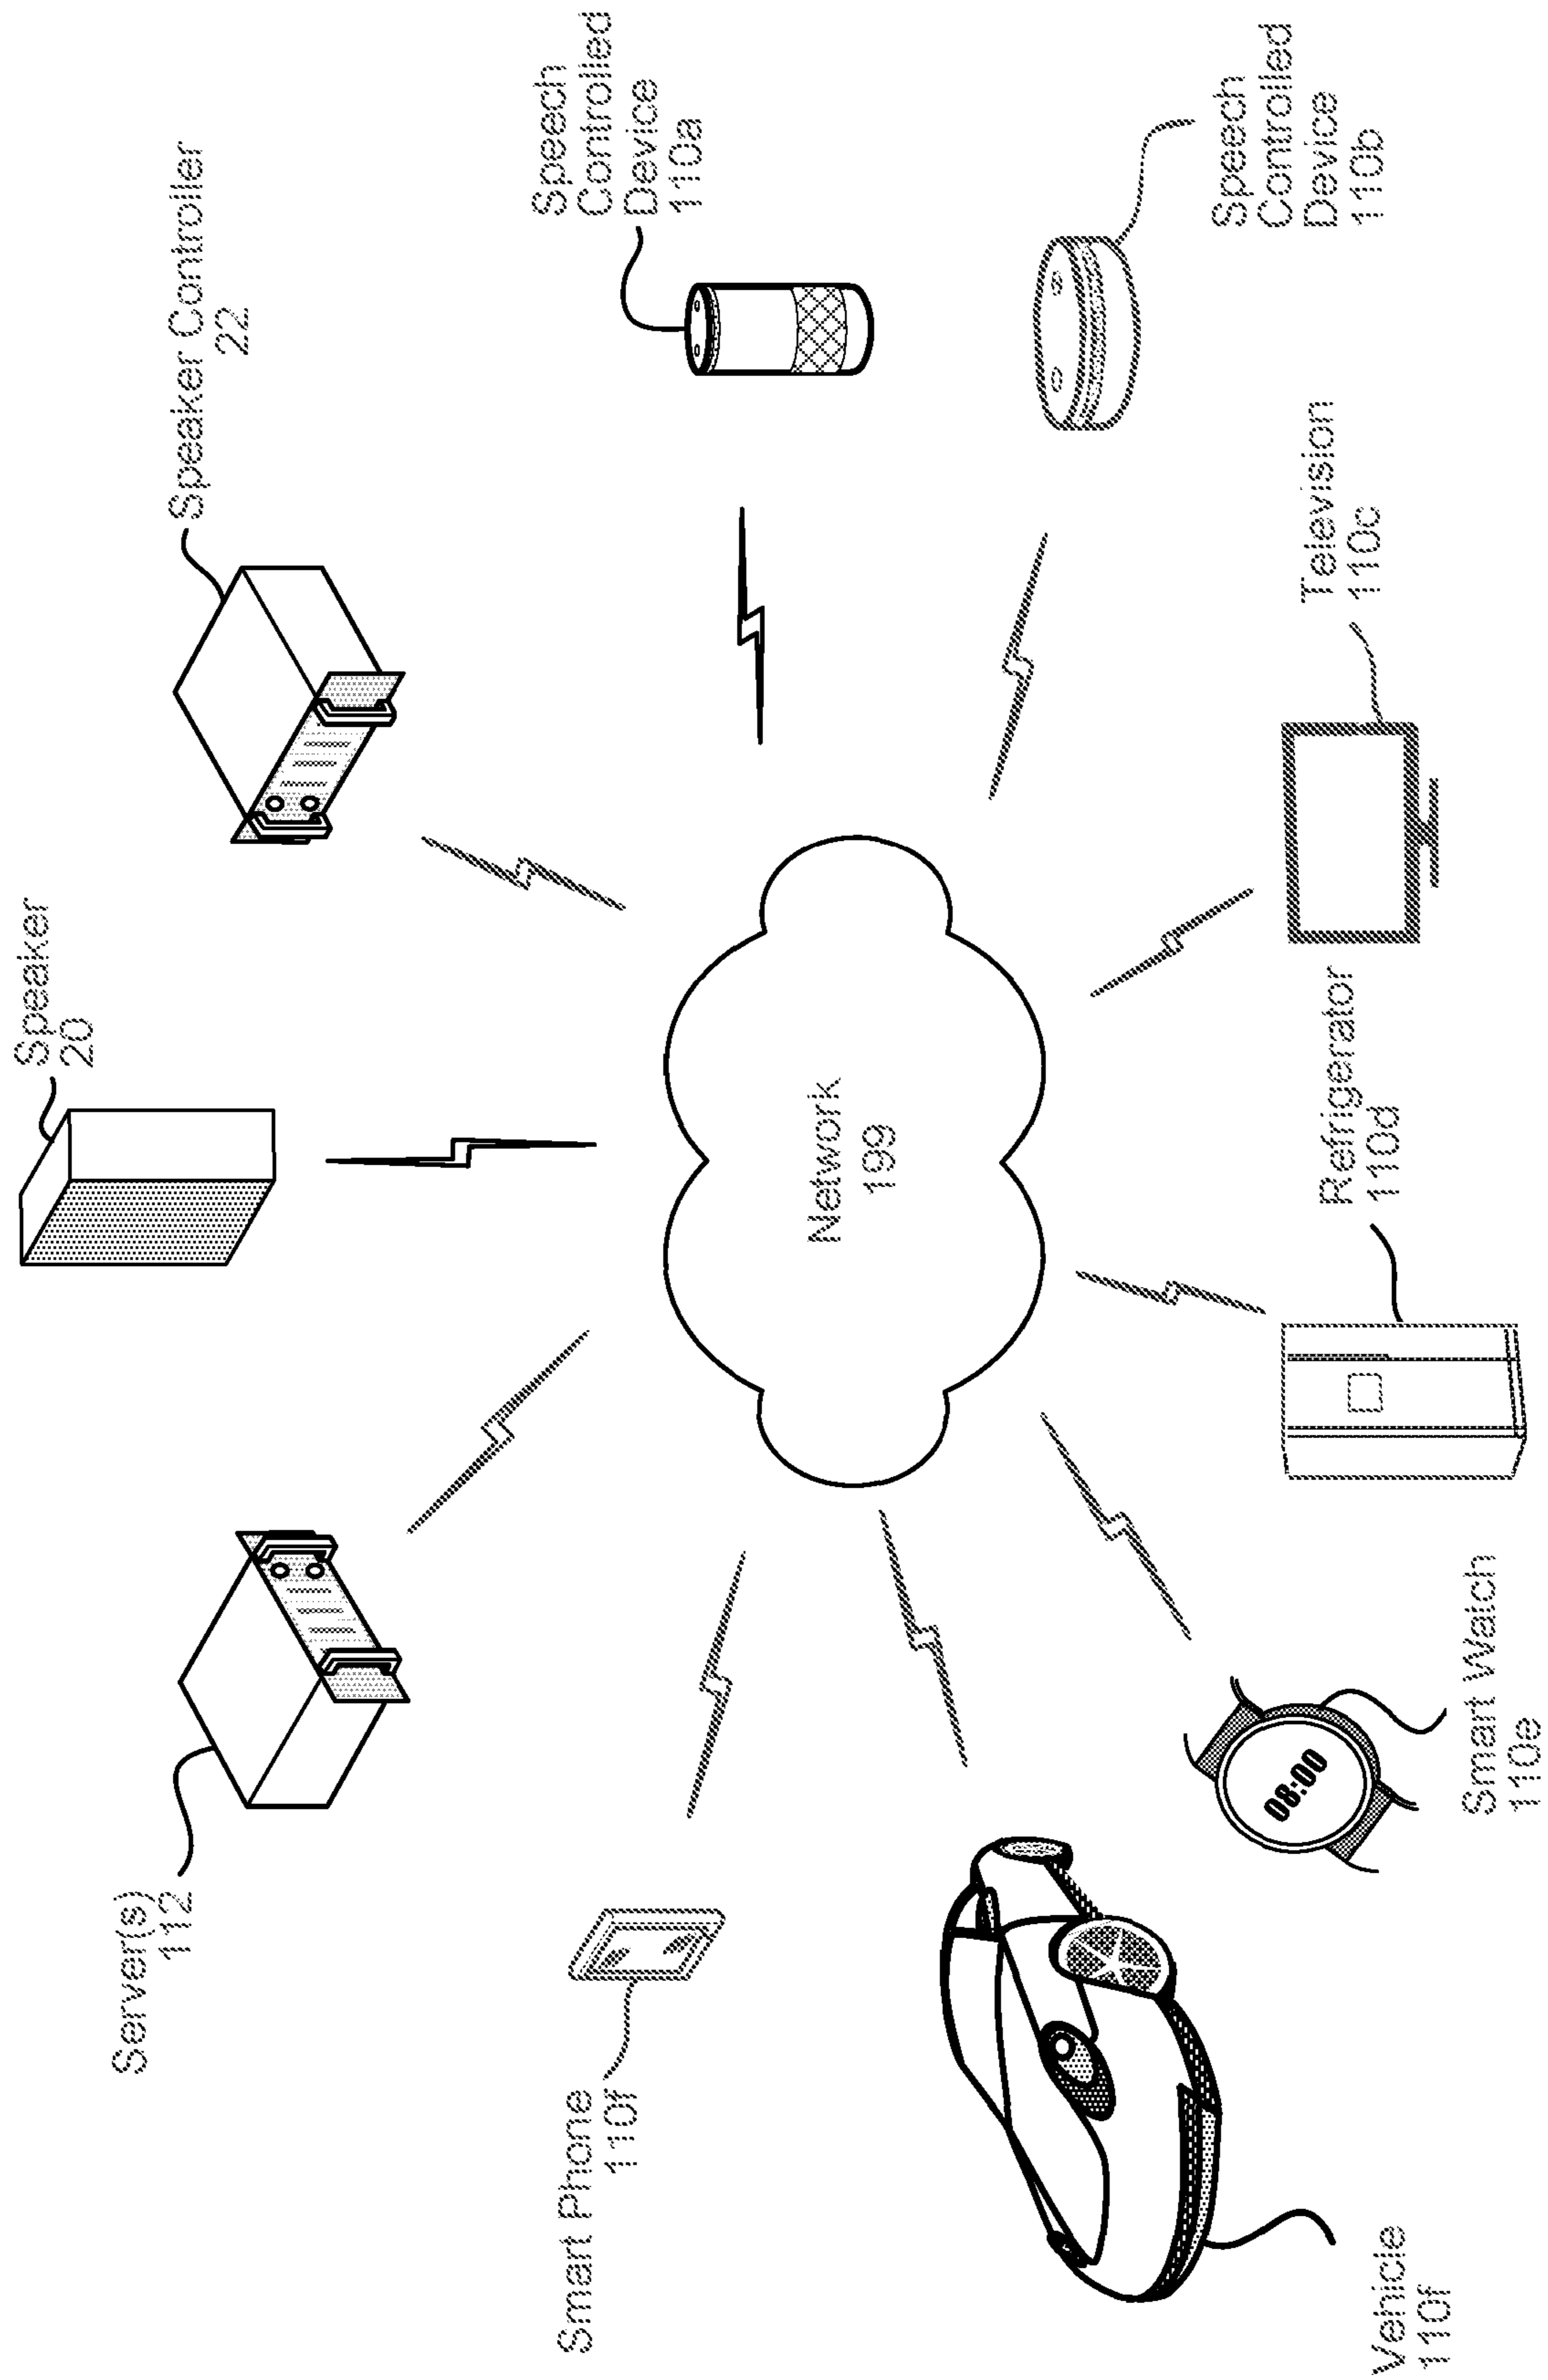 Server(s)
112
Speaker
20
Speaker Controller
22
Smart Phone
110f
Network
199
Speech
Controlled
Device
110a
Vehicle
110f
Smart Watch
110e
08:00
Refrigerator
110d
Television
110c
Speech
Controlled
Device
110b